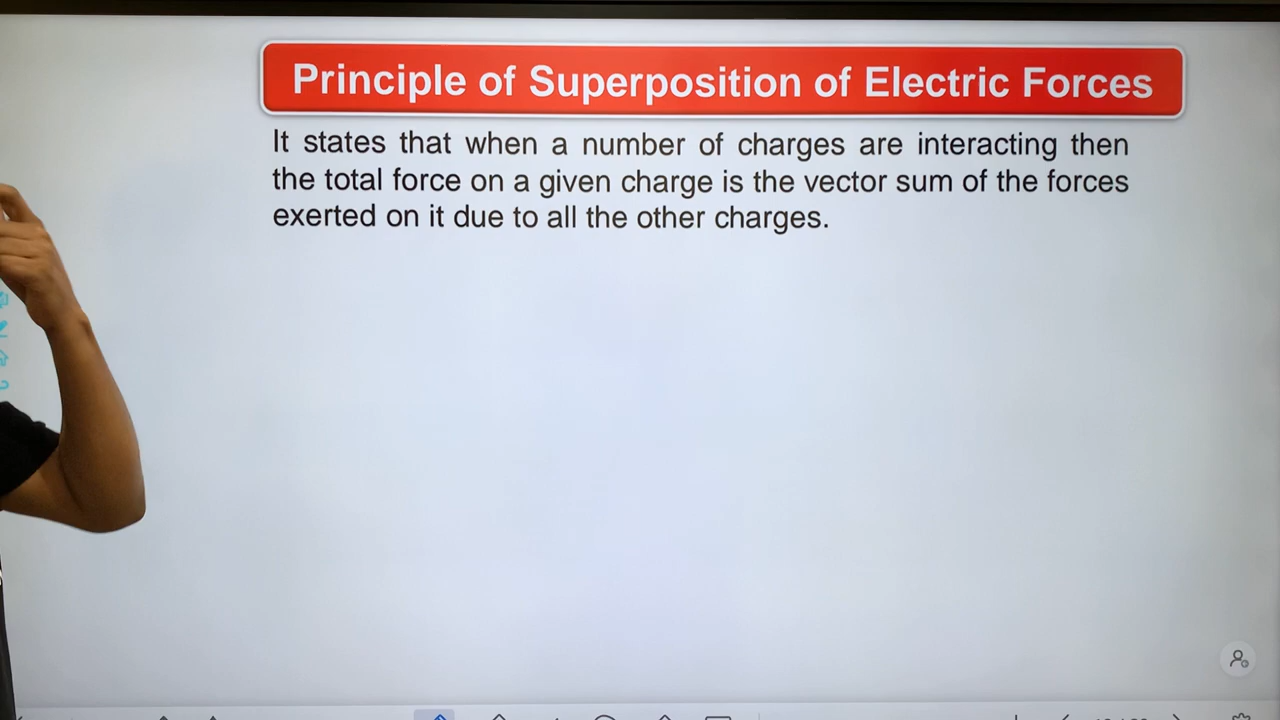 Principle of Superposition of Electric Forces
It states that when a number of charges are interacting then
the total force on a given charge is the vector sum of the forces
exerted on it due to all the other charges.